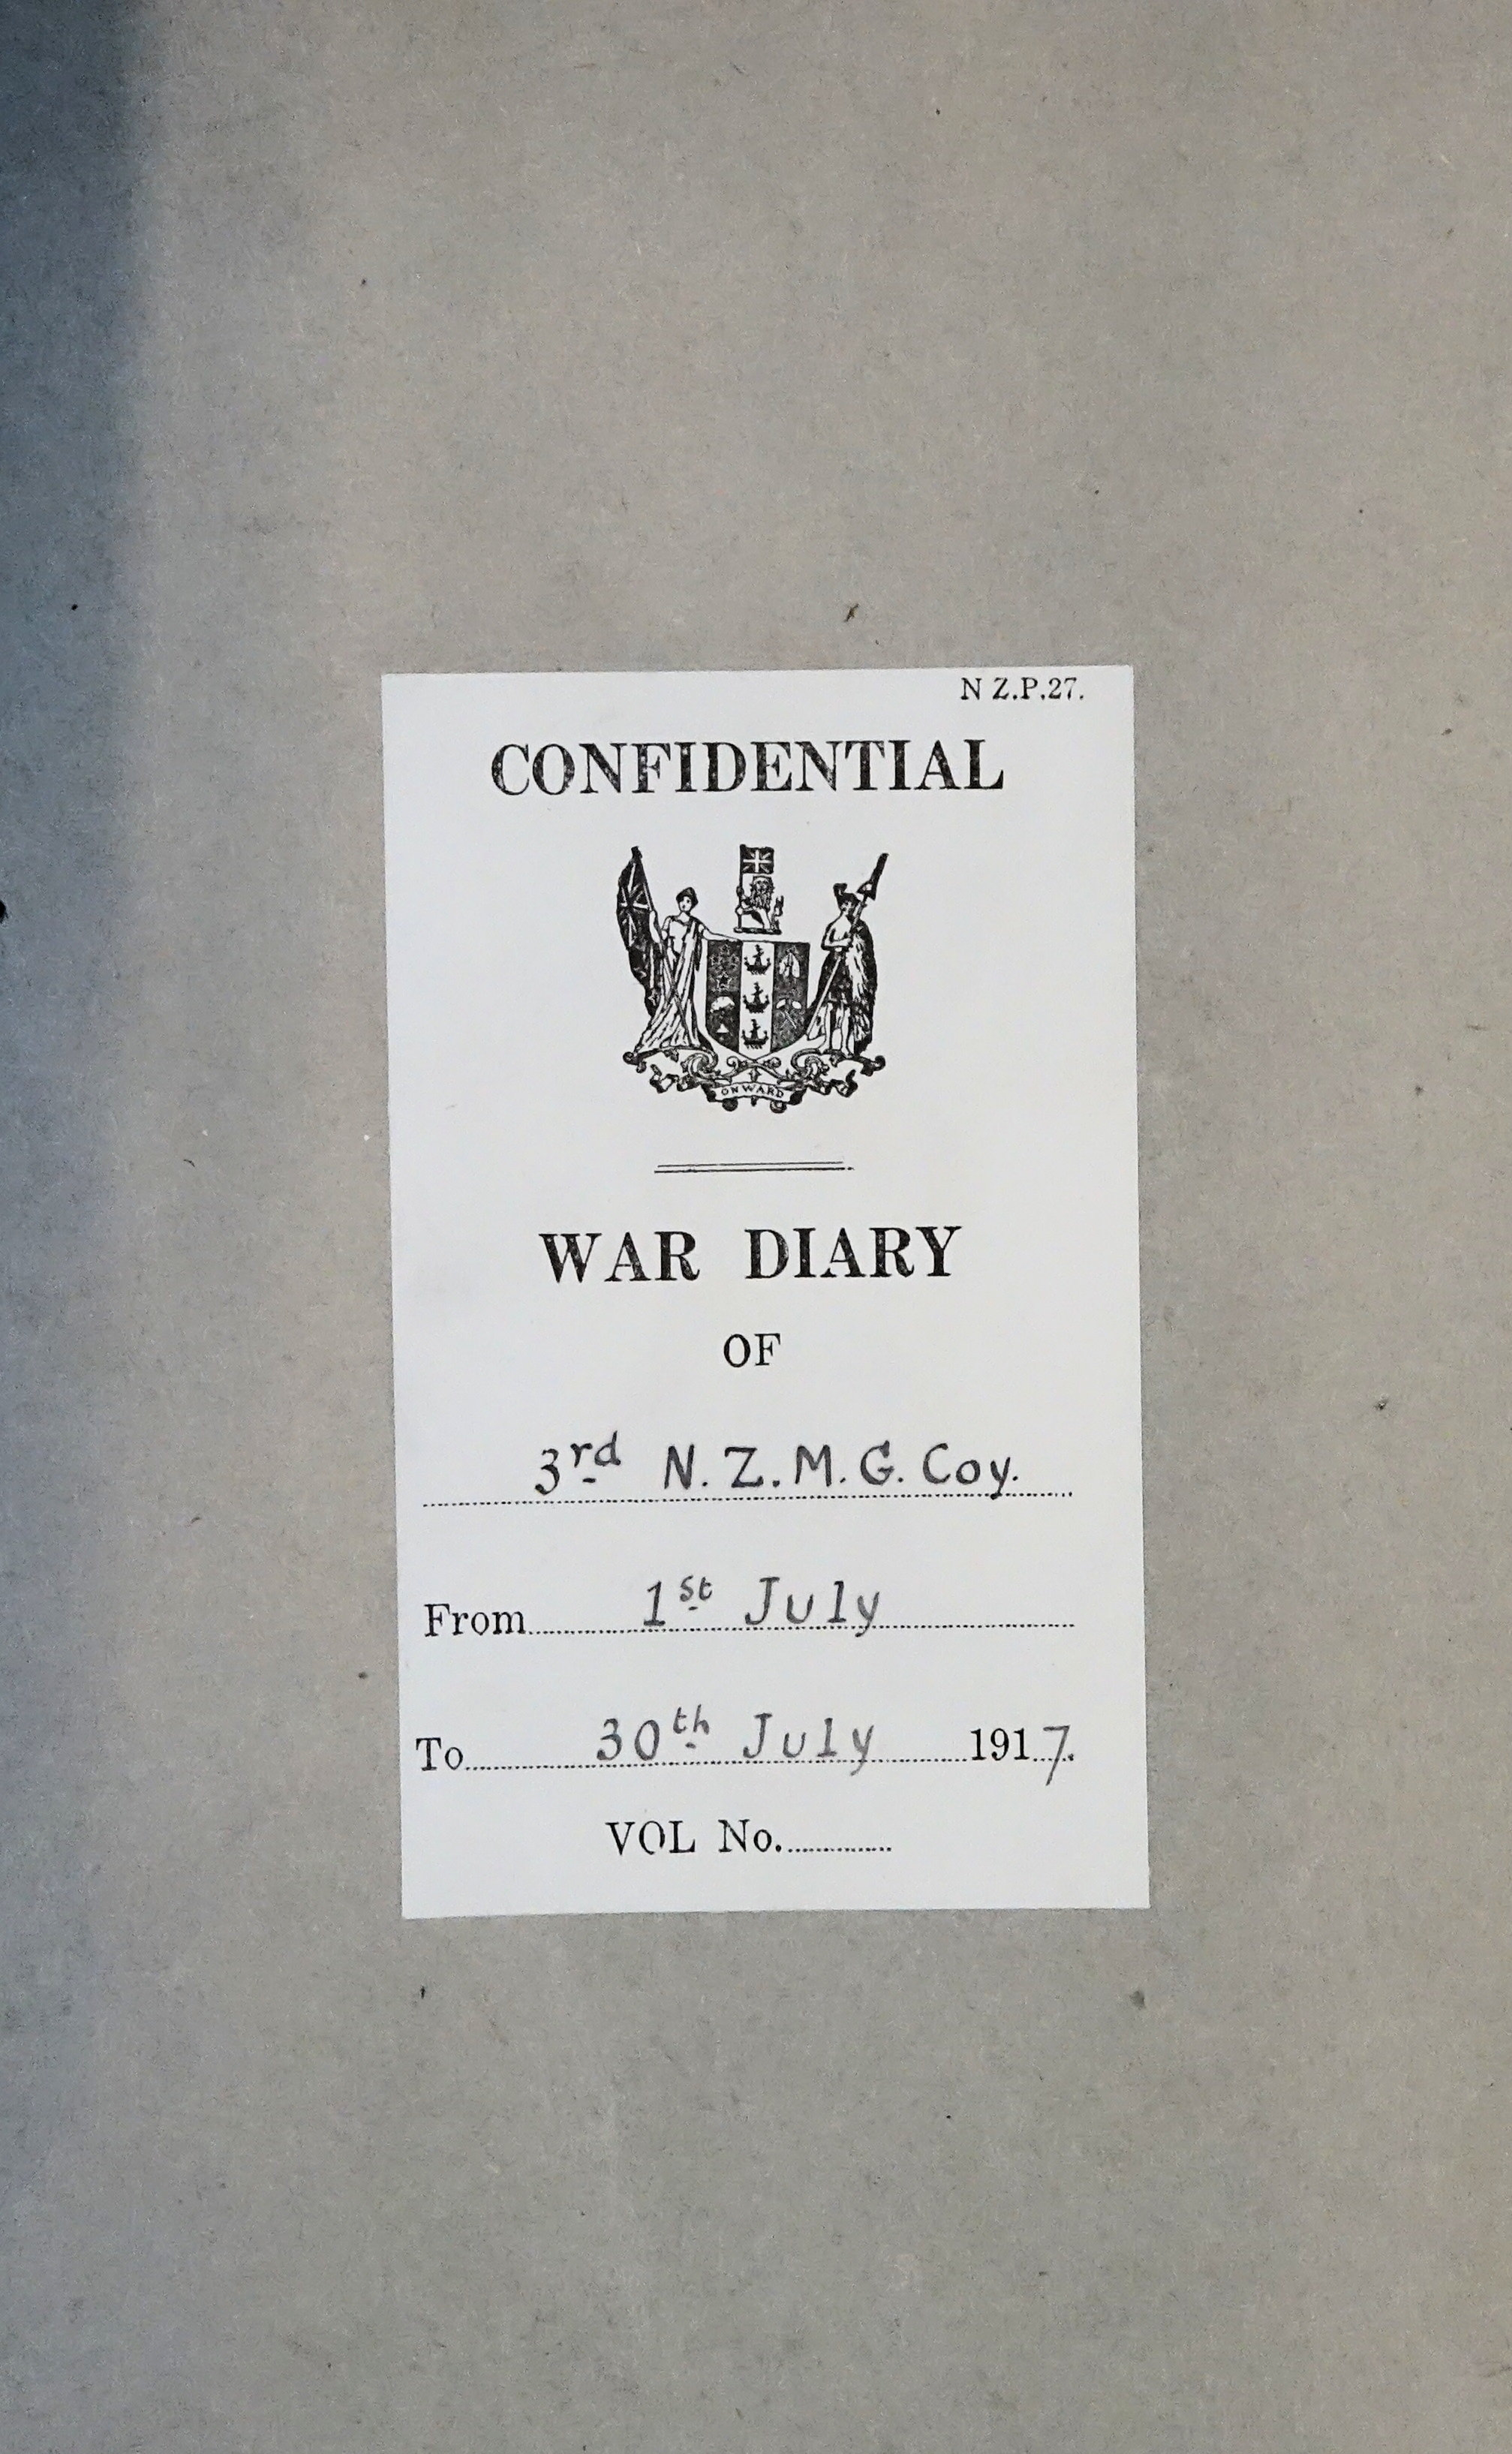 N Z.P.27.
CONFIDENTIAL
ONWARD
WAR DIARY
OF
3rd N. Z. M. G. Coy.
From 1st July
To 30th July 1917.
VOL No.